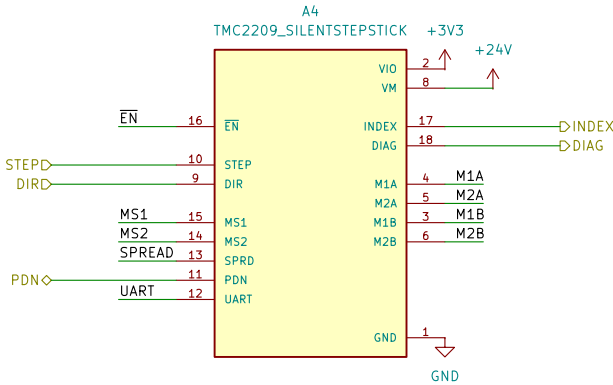 A4
TMC2209_SILENTSTEPSTICK
+3V3
+24V
VIO 2
VM 8
EN 16 EN
INDEX 17 INDEX
DIAG 18 DIAG
STEP 10 STEP
DIR 9 DIR
M1A 4 M1A
M2A 5 M2A
MS1 15 MS1
M1B 3 M1B
MS2 14 MS2
M2B 6 M2B
SPREAD 13 SPRD
PDN 11 PDN
UART 12 UART
GND 1
GND